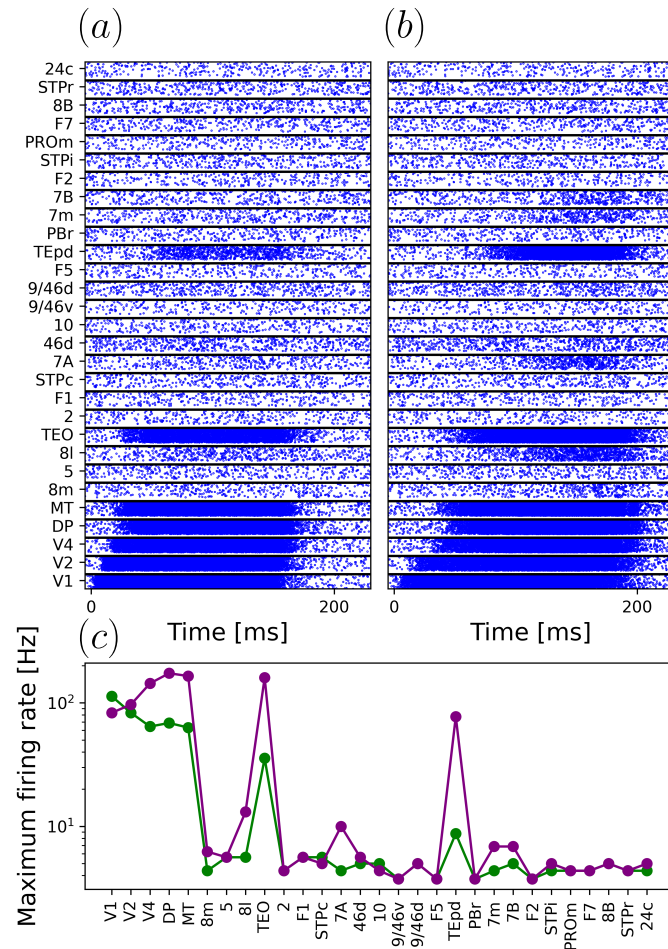 (a) (b)
24c
STPr
8B
F7
PROm
STPi
F2
7B
7m
PBr
TEpd
F5
9/46d
9/46v
10
46d
7A
STPc
F1
2
TEO
8l
5
8m
MT
DP
V4
V2
V1
0 200 0 200
Time [ms] Time [ms]
(c)
Maximum firing rate [Hz]
10²
10¹
V1 V2 V4 DP MT 8m 5 8l TEO 2 F1 STPc 7A 46d 10 9/46v 9/46d F5 TEpd PBr 7m 7B F2 STPi PROm F7 8B STPr 24c